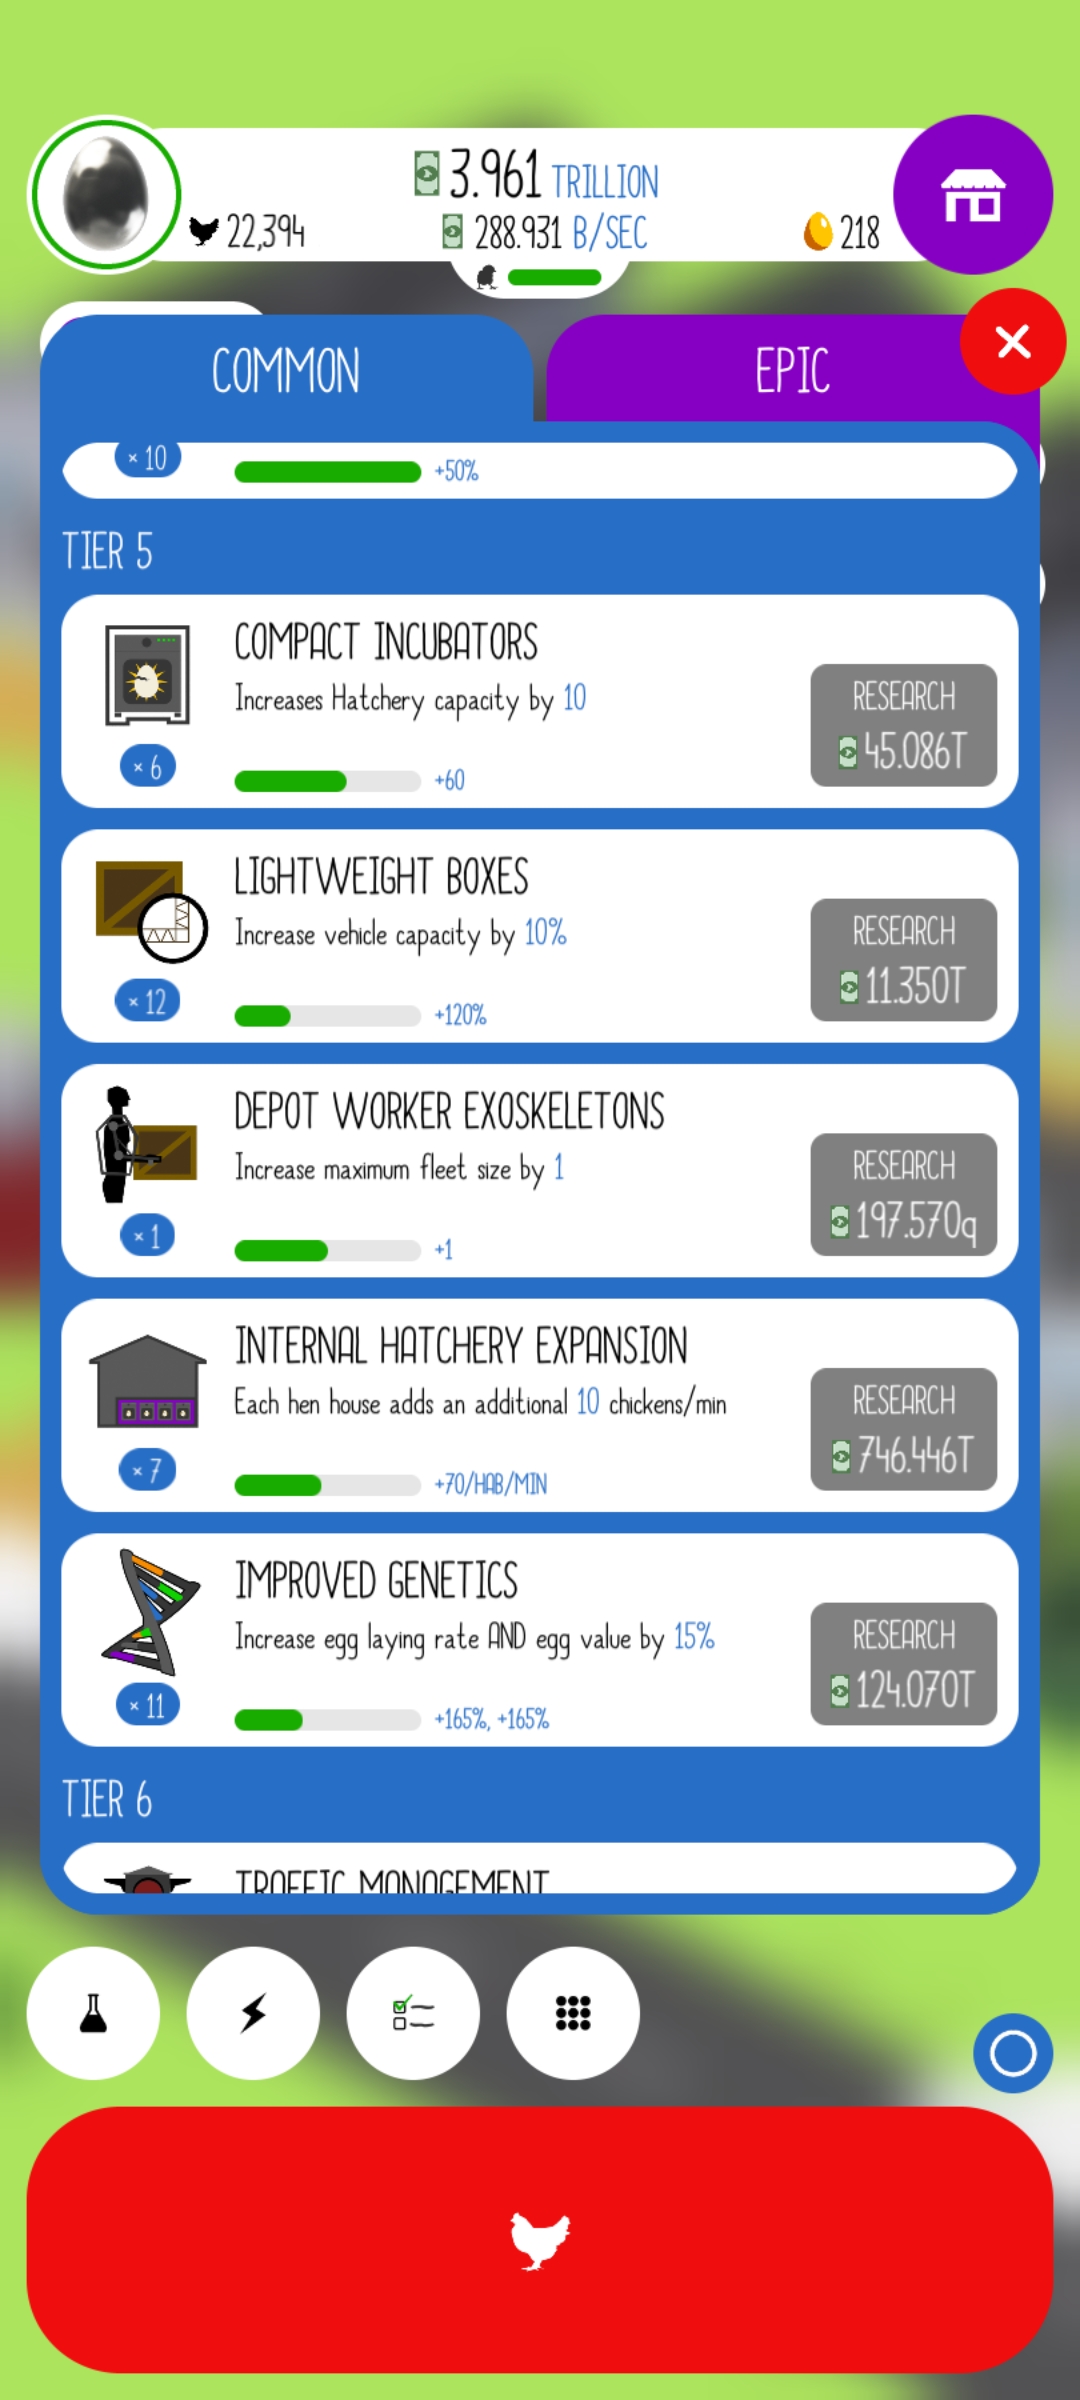 3.961 TRILLION
22,394
288.931 B/SEC
218
COMMON
EPIC
× 10
+50%
TIER 5
COMPACT INCUBATORS
Increases Hatchery capacity by 10
× 6
+60
RESEARCH
45.086T
LIGHTWEIGHT BOXES
Increase vehicle capacity by 10%
× 12
+120%
RESEARCH
11.350T
DEPOT WORKER EXOSKELETONS
Increase maximum fleet size by 1
× 1
+1
RESEARCH
197.570q
INTERNAL HATCHERY EXPANSION
Each hen house adds an additional 10 chickens/min
× 7
+70/HAB/MIN
RESEARCH
746.446T
IMPROVED GENETICS
Increase egg laying rate AND egg value by 15%
× 11
+165%, +165%
RESEARCH
124.070T
TIER 6
TRAFFIC MANAGEMENT